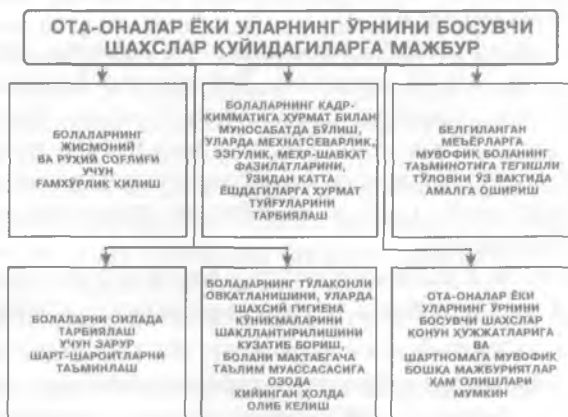 ОТА-ОНАЛАР ЁКИ УЛАРНИНГ ЎРНИНИ БОСУВЧИ
ШАХСЛАР ҚУЙИДАГИЛАРГА МАЖБУР
БОЛАЛАРНИНГ
ЖИСМОНИЙ
ВА РУҲИЙ СОҒЛИҒИ
УЧУН
ҒАМХЎРЛИК ҚИЛИШ
БОЛАЛАРНИНГ ҚАДР-
ҚИММАТИГА ҲУРМАТ БИЛАН
МУНОСАБАТДА БЎЛИШ,
УЛАРДА МЕҲНАТСЕВАРЛИК,
ЭЗГУЛИК, МЕҲР-ШАВҚАТ
ФАЗИЛАТЛАРИНИ,
ЎЗИДАН КАТТА
ЁШДАГИЛАРГА ҲУРМАТ
ТУЙҒУЛАРИНИ
ТАРБИЯЛАШ
БЕЛГИЛАНГАН
МЕЪЁРЛАРГА
МУВОФИҚ БОЛАНИНГ
ТАЪМИНОТИГА ТЕГИШЛИ
ТЎЛОВНИ ЎЗ ВАҚТИДА
АМАЛГА ОШИРИШ
БОЛАЛАРНИ ОИЛАДА
ТАРБИЯЛАШ
УЧУН ЗАРУР
ШАРТ-ШАРОИТЛАРНИ
ТАЪМИНЛАШ
БОЛАЛАРНИНГ ТЎЛАКОНЛИ
ОВҚАТЛАНИШИНИ, УЛАРДА
ШАХСИЙ ГИГИЕНА
КЎНИКМАЛАРИНИ
ШАКЛЛАНТИРИЛИШИНИ
КУЗАТИБ БОРИШ,
БОЛАНИ МАКТАБГАЧА
ТАЪЛИМ МУАССАСАСИГА
ОЗОДА
КИЙИНГАН ҲОЛДА
ОЛИБ КЕЛИШ
ОТА-ОНАЛАР ЁКИ
УЛАРНИНГ ЎРНИНИ
БОСУВЧИ ШАХСЛАР
ҚОНУН ҲУЖЖАТЛАРИГА
ВА
ШАРТНОМАГА МУВОФИҚ
БОШҚА МАЖБУРИЯТЛАР
ҲАМ ОЛИШЛАРИ
МУМКИН